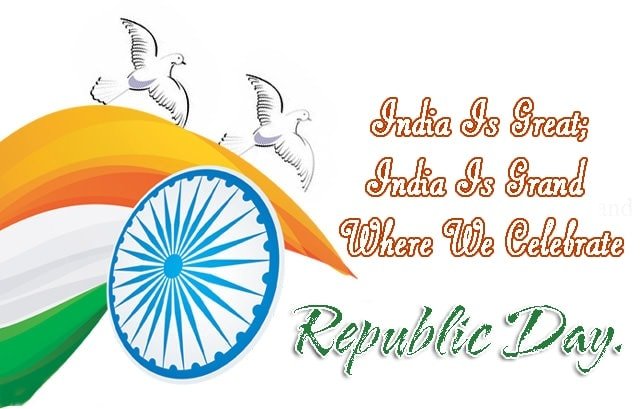 India Is Great;
India Is Grand
and
Where We Celebrate
Republic Day.